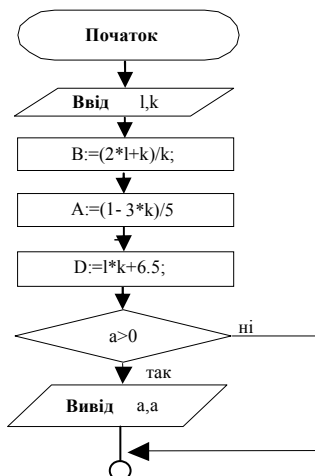 Початок
Ввід l,k
B:=(2*l+k)/k;
A:=(1- 3*k)/5
D:=l*k+6.5;
a>0
ні
так
Вивід a,a